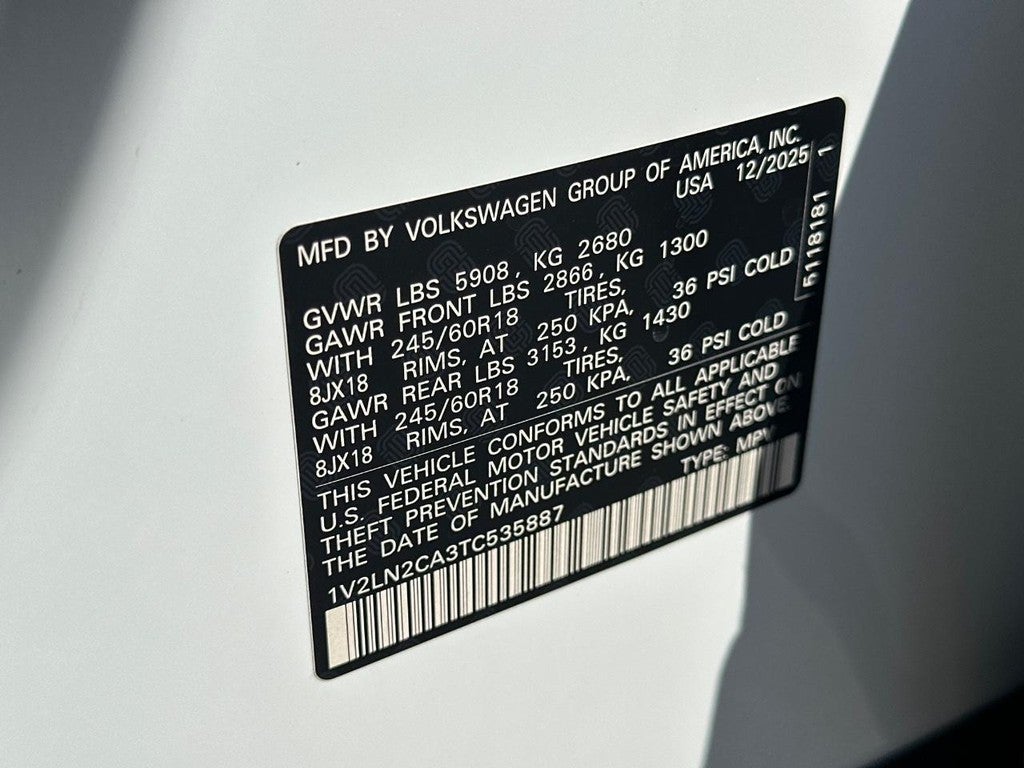 MFD BY VOLKSWAGEN GROUP OF AMERICA, INC.
USA 12/2025
GVWR LBS 5908, KG 2680
GAWR FRONT LBS 2866, KG 1300
WITH 245/60R18 TIRES,
8JX18 RIMS, AT 250 KPA, 36 PSI COLD
GAWR REAR LBS 3153, KG 1430
WITH 245/60R18 TIRES,
8JX18 RIMS, AT 250 KPA, 36 PSI COLD
THIS VEHICLE CONFORMS TO ALL APPLICABLE
U.S. FEDERAL MOTOR VEHICLE SAFETY AND
THEFT PREVENTION STANDARDS IN EFFECT ON
THE DATE OF MANUFACTURE SHOWN ABOVE.
TYPE: MPV
1V2LN2CA3TC535887
5118181 1